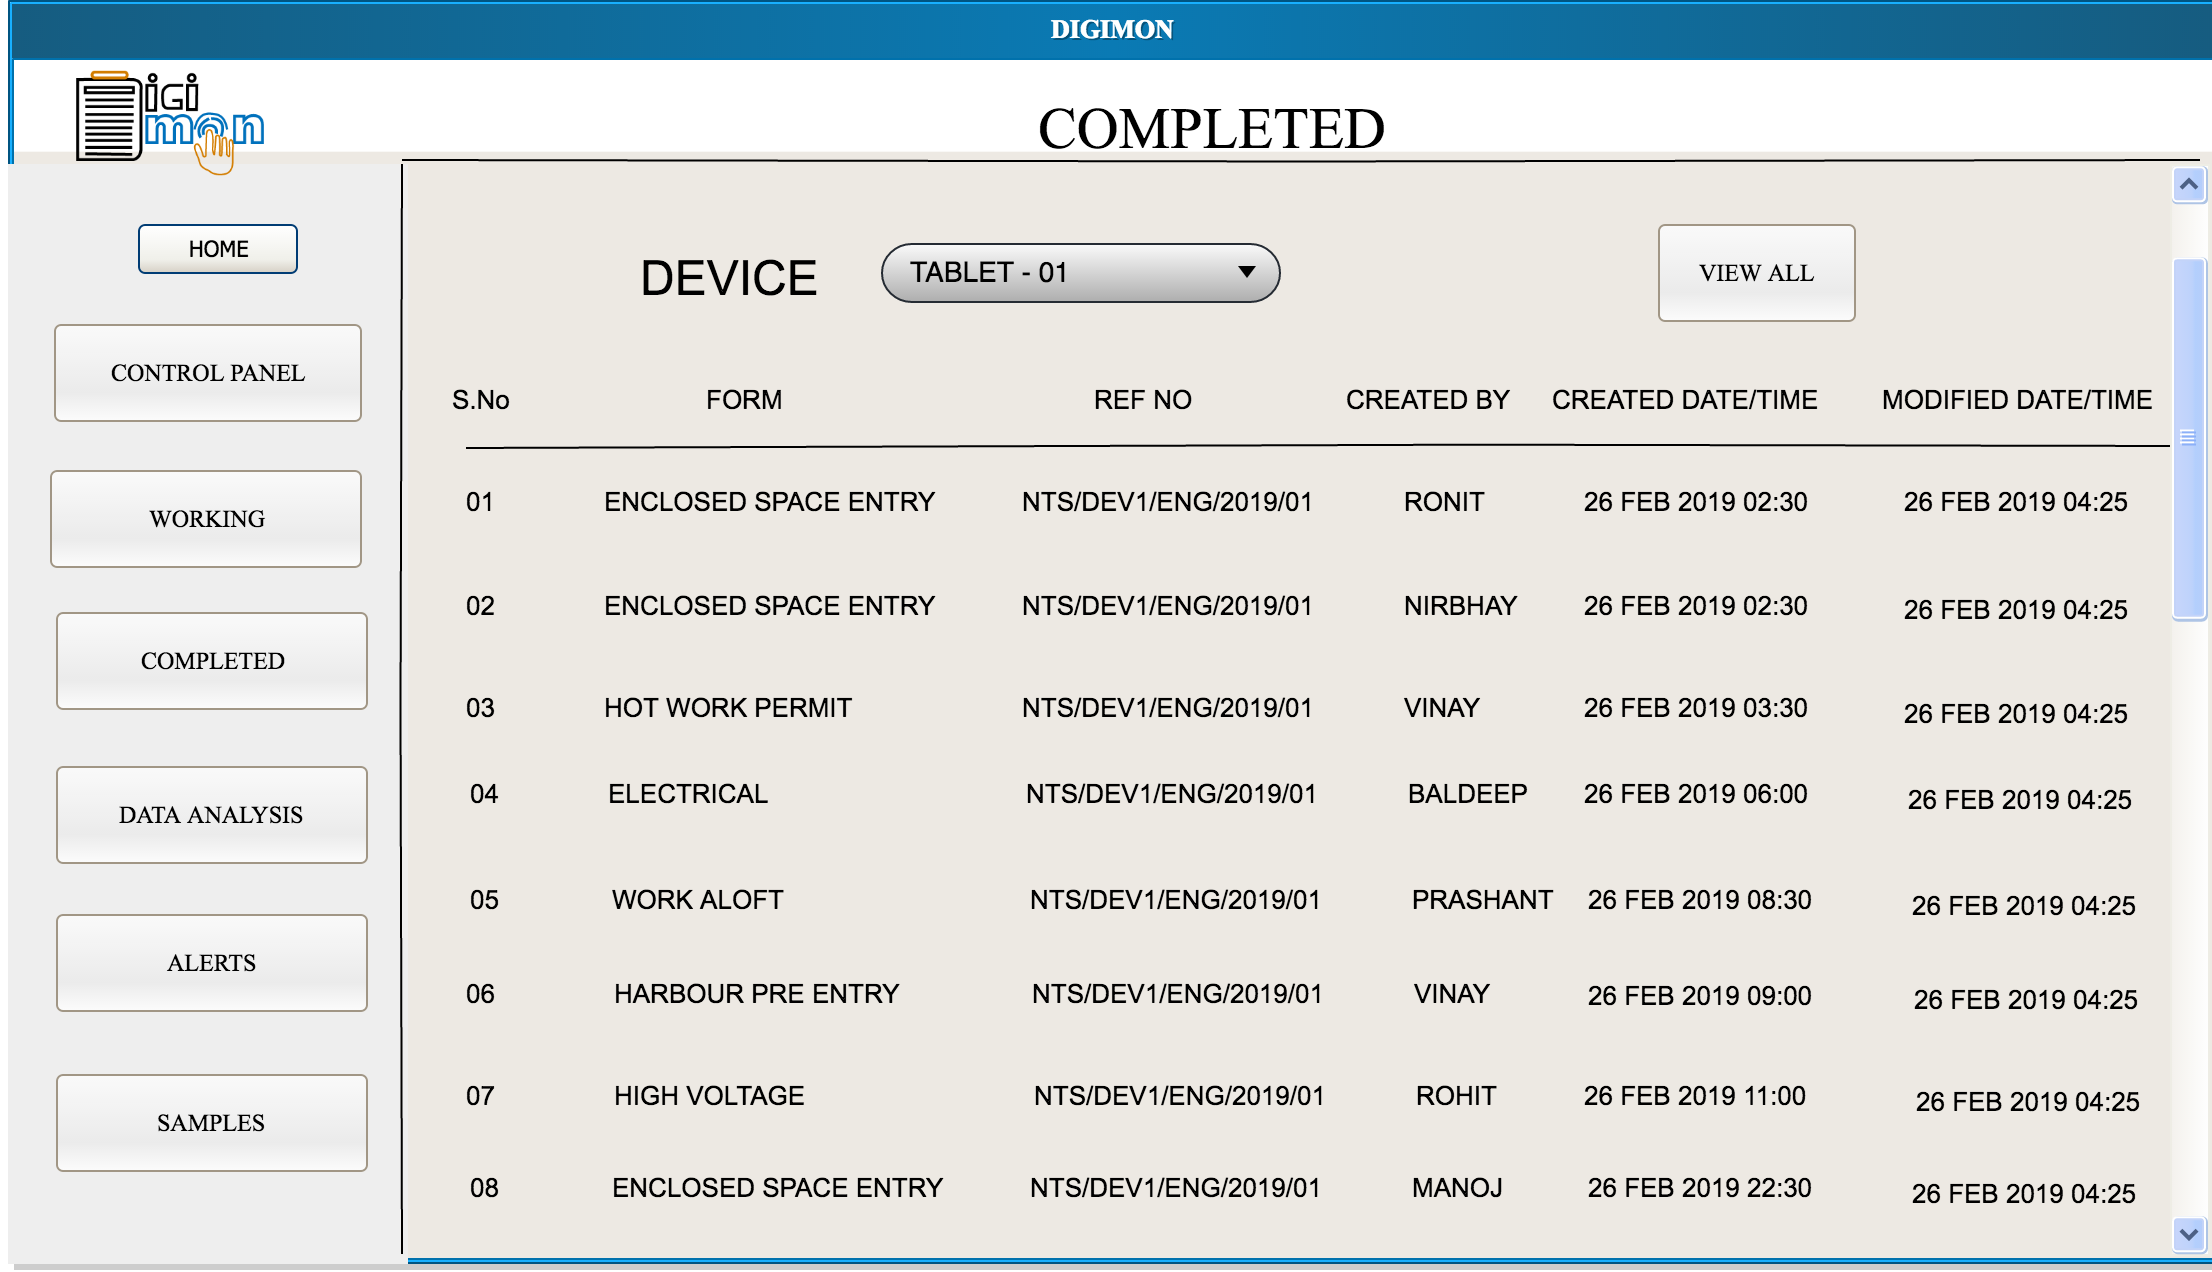 DIGIMON
iGi
mon
COMPLETED
HOME
CONTROL PANEL
WORKING
COMPLETED
DATA ANALYSIS
ALERTS
SAMPLES
DEVICE TABLET - 01 VIEW ALL
S.No FORM REF NO CREATED BY CREATED DATE/TIME MODIFIED DATE/TIME
01 ENCLOSED SPACE ENTRY NTS/DEV1/ENG/2019/01 RONIT 26 FEB 2019 02:30 26 FEB 2019 04:25
02 ENCLOSED SPACE ENTRY NTS/DEV1/ENG/2019/01 NIRBHAY 26 FEB 2019 02:30 26 FEB 2019 04:25
03 HOT WORK PERMIT NTS/DEV1/ENG/2019/01 VINAY 26 FEB 2019 03:30 26 FEB 2019 04:25
04 ELECTRICAL NTS/DEV1/ENG/2019/01 BALDEEP 26 FEB 2019 06:00 26 FEB 2019 04:25
05 WORK ALOFT NTS/DEV1/ENG/2019/01 PRASHANT 26 FEB 2019 08:30 26 FEB 2019 04:25
06 HARBOUR PRE ENTRY NTS/DEV1/ENG/2019/01 VINAY 26 FEB 2019 09:00 26 FEB 2019 04:25
07 HIGH VOLTAGE NTS/DEV1/ENG/2019/01 ROHIT 26 FEB 2019 11:00 26 FEB 2019 04:25
08 ENCLOSED SPACE ENTRY NTS/DEV1/ENG/2019/01 MANOJ 26 FEB 2019 22:30 26 FEB 2019 04:25